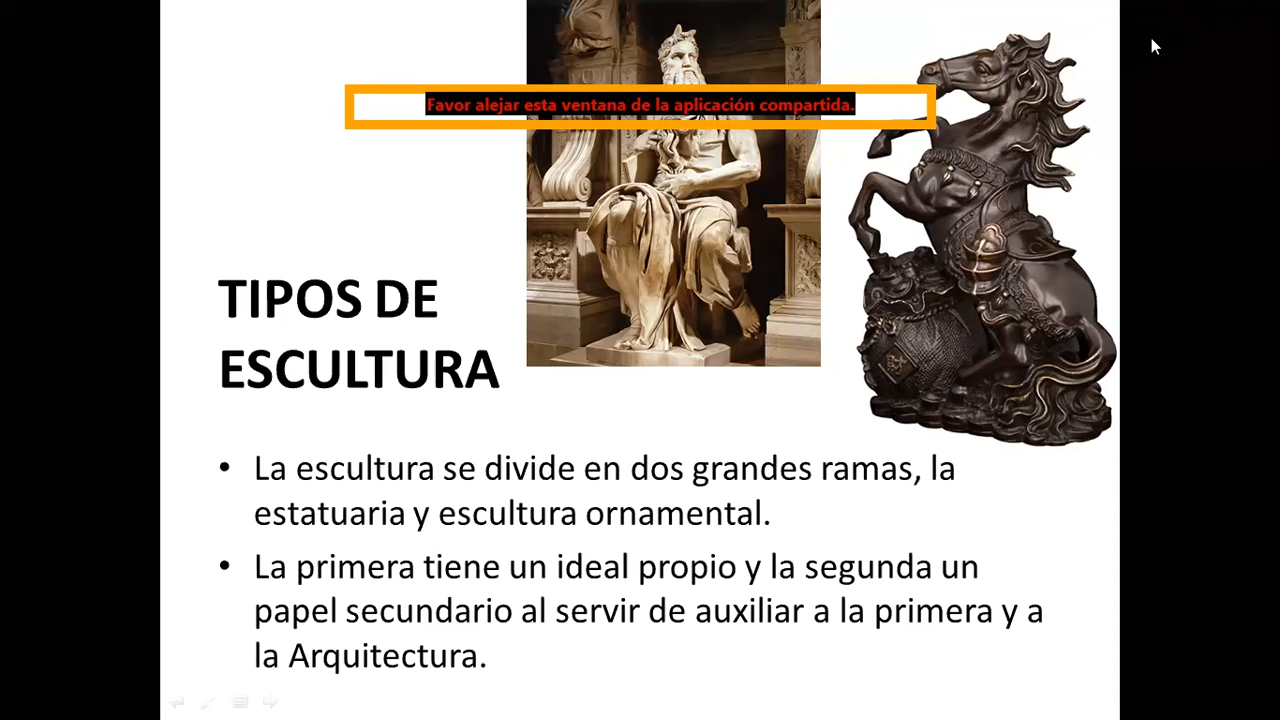 Favor alejar esta ventana de la aplicación compartida.
TIPOS DE
ESCULTURA
• La escultura se divide en dos grandes ramas, la
estatuaria y escultura ornamental.
• La primera tiene un ideal propio y la segunda un
papel secundario al servir de auxiliar a la primera y a
la Arquitectura.